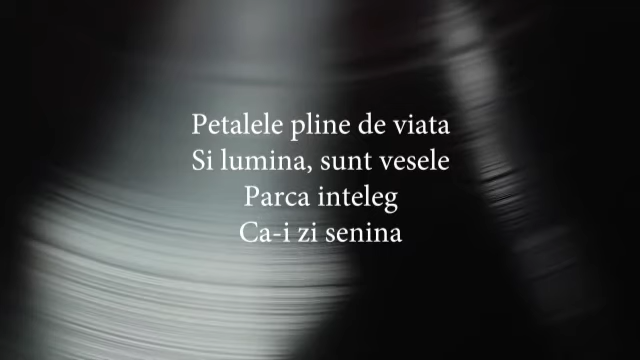 Petalele pline de viata
Si lumina, sunt vesele
Parca inteleg
Ca-i zi senina